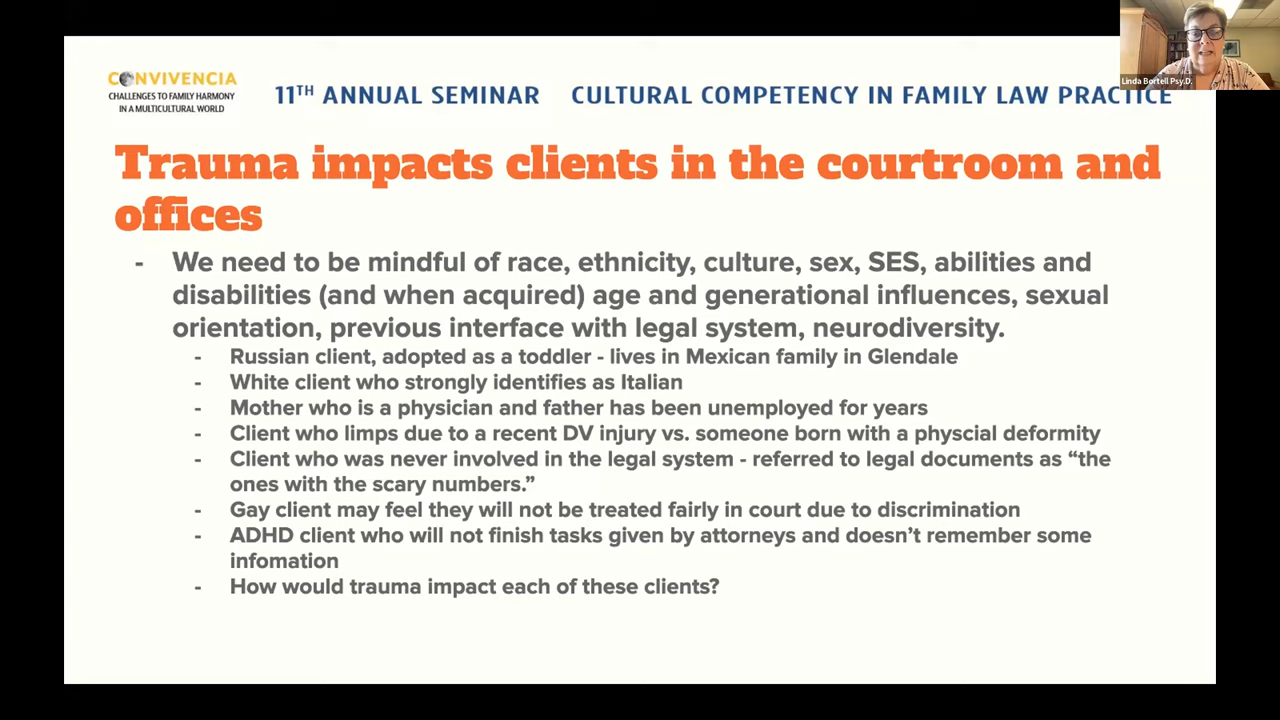 Linda Bortell Psy.D.
CONVIVENCIA
CHALLENGES TO FAMILY HARMONY
IN A MULTICULTURAL WORLD
11TH ANNUAL SEMINAR CULTURAL COMPETENCY IN FAMILY LAW PRACTICE
Trauma impacts clients in the courtroom and
offices
- We need to be mindful of race, ethnicity, culture, sex, SES, abilities and
disabilities (and when acquired) age and generational influences, sexual
orientation, previous interface with legal system, neurodiversity.
- Russian client, adopted as a toddler - lives in Mexican family in Glendale
- White client who strongly identifies as Italian
- Mother who is a physician and father has been unemployed for years
- Client who limps due to a recent DV injury vs. someone born with a physcial deformity
- Client who was never involved in the legal system - referred to legal documents as “the
ones with the scary numbers.”
- Gay client may feel they will not be treated fairly in court due to discrimination
- ADHD client who will not finish tasks given by attorneys and doesn’t remember some
infomation
- How would trauma impact each of these clients?